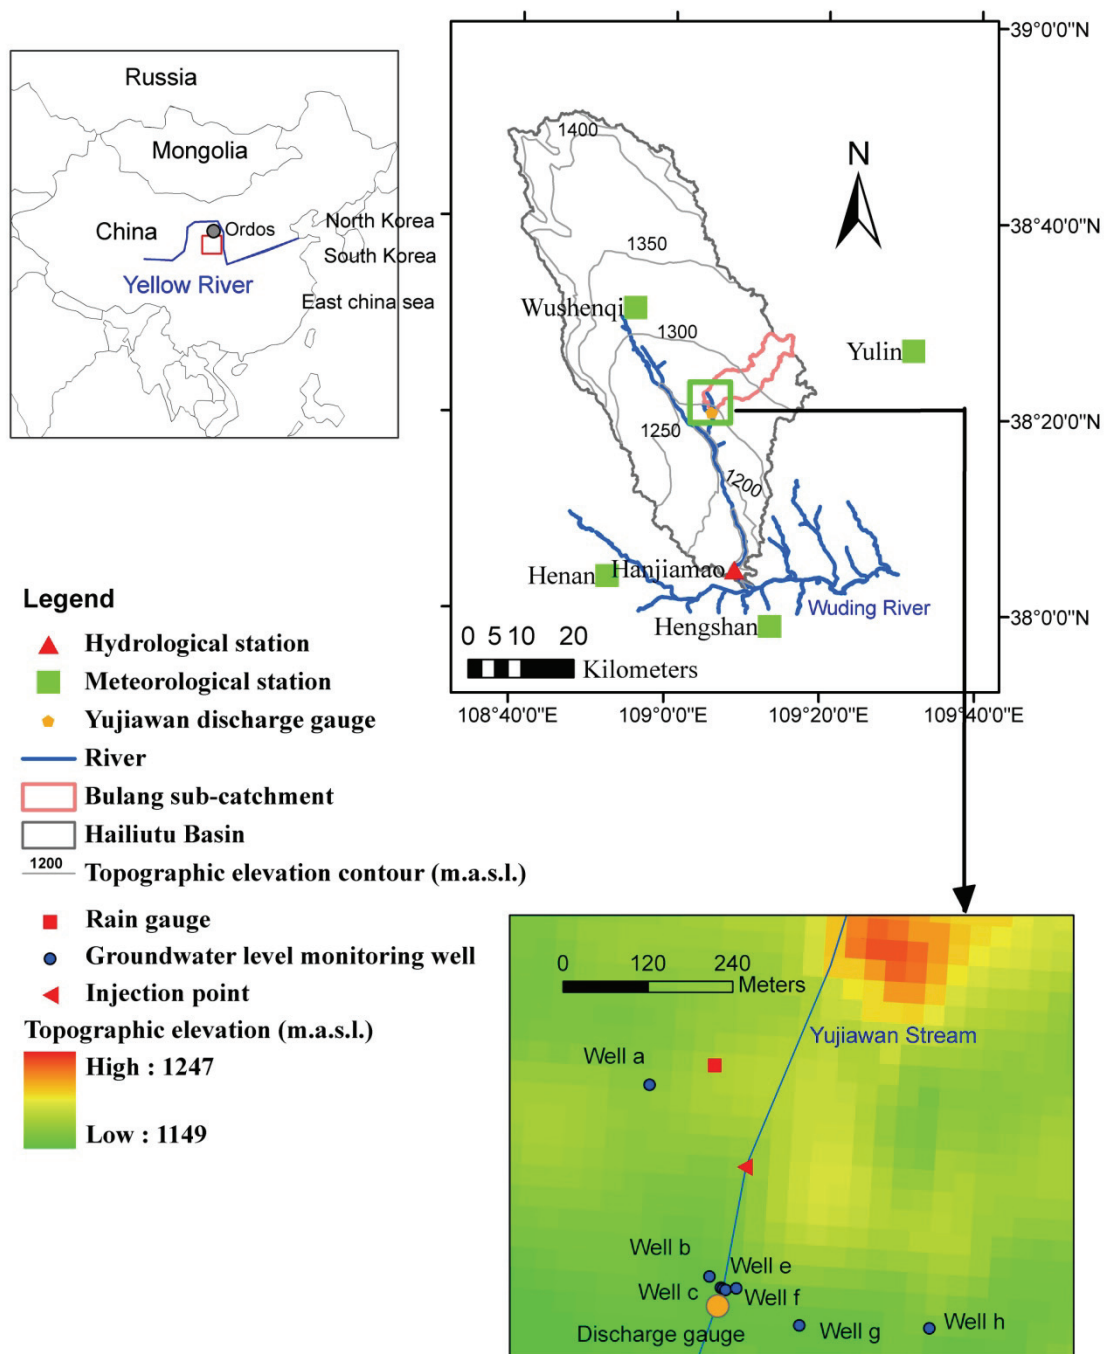 Russia
Mongolia
China
Ordos
North Korea
South Korea
Yellow River
East china sea
39°0'0"N
38°40'0"N
38°20'0"N
38°0'0"N
N
1400
1350
Wushenqi
1300
Yulin
1250
1200
Henan
Hanjiamao
Wuding River
Hengshan
0 5 10 20
Kilometers
108°40'0"E
109°0'0"E
109°20'0"E
109°40'0"E
Legend
Hydrological station
Meteorological station
Yujiawan discharge gauge
River
Bulang sub-catchment
Hailiutu Basin
1200
Topographic elevation contour (m.a.s.l.)
Rain gauge
Groundwater level monitoring well
Injection point
Topographic elevation (m.a.s.l.)
High : 1247
Low : 1149
0 120 240
Meters
Yujiawan Stream
Well a
Well b
Well e
Well c
Well f
Discharge gauge
Well g
Well h